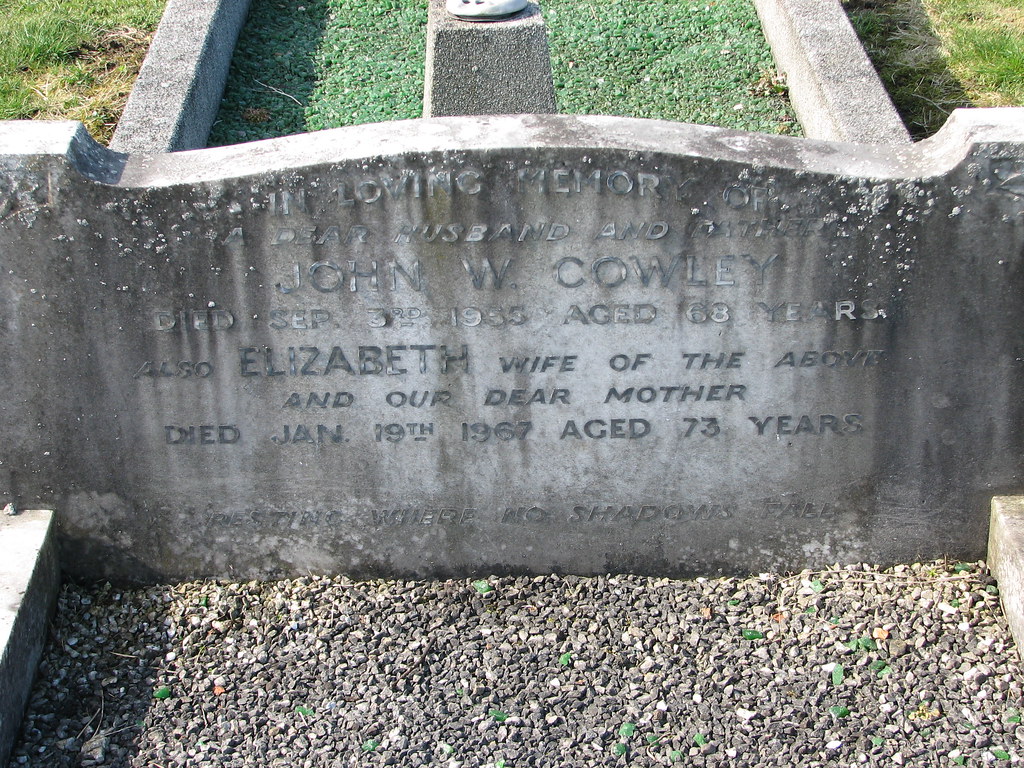 IN LOVING MEMORY OF
A DEAR HUSBAND AND FATHER
JOHN W. COWLEY
DIED SEP. 3RD 1955 AGED 68 YEARS.
ALSO ELIZABETH WIFE OF THE ABOVE
AND OUR DEAR MOTHER
DIED JAN. 19TH 1967 AGED 73 YEARS
RESTING WHERE NO SHADOWS FALL